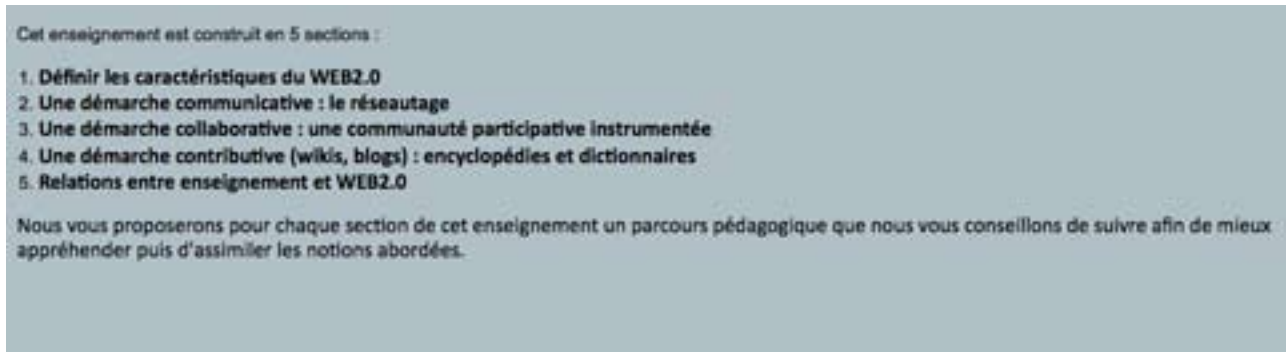 Cet enseignement est construit en 5 sections :
1. Définir les caractéristiques du WEB2.0
2. Une démarche communicative : le réseautage
3. Une démarche collaborative : une communauté participative instrumentée
4. Une démarche contributive (wikis, blogs) : encyclopédies et dictionnaires
5. Relations entre enseignement et WEB2.0
Nous vous proposerons pour chaque section de cet enseignement un parcours pédagogique que nous vous conseillons de suivre afin de mieux
appréhender puis d'assimiler les notions abordées.